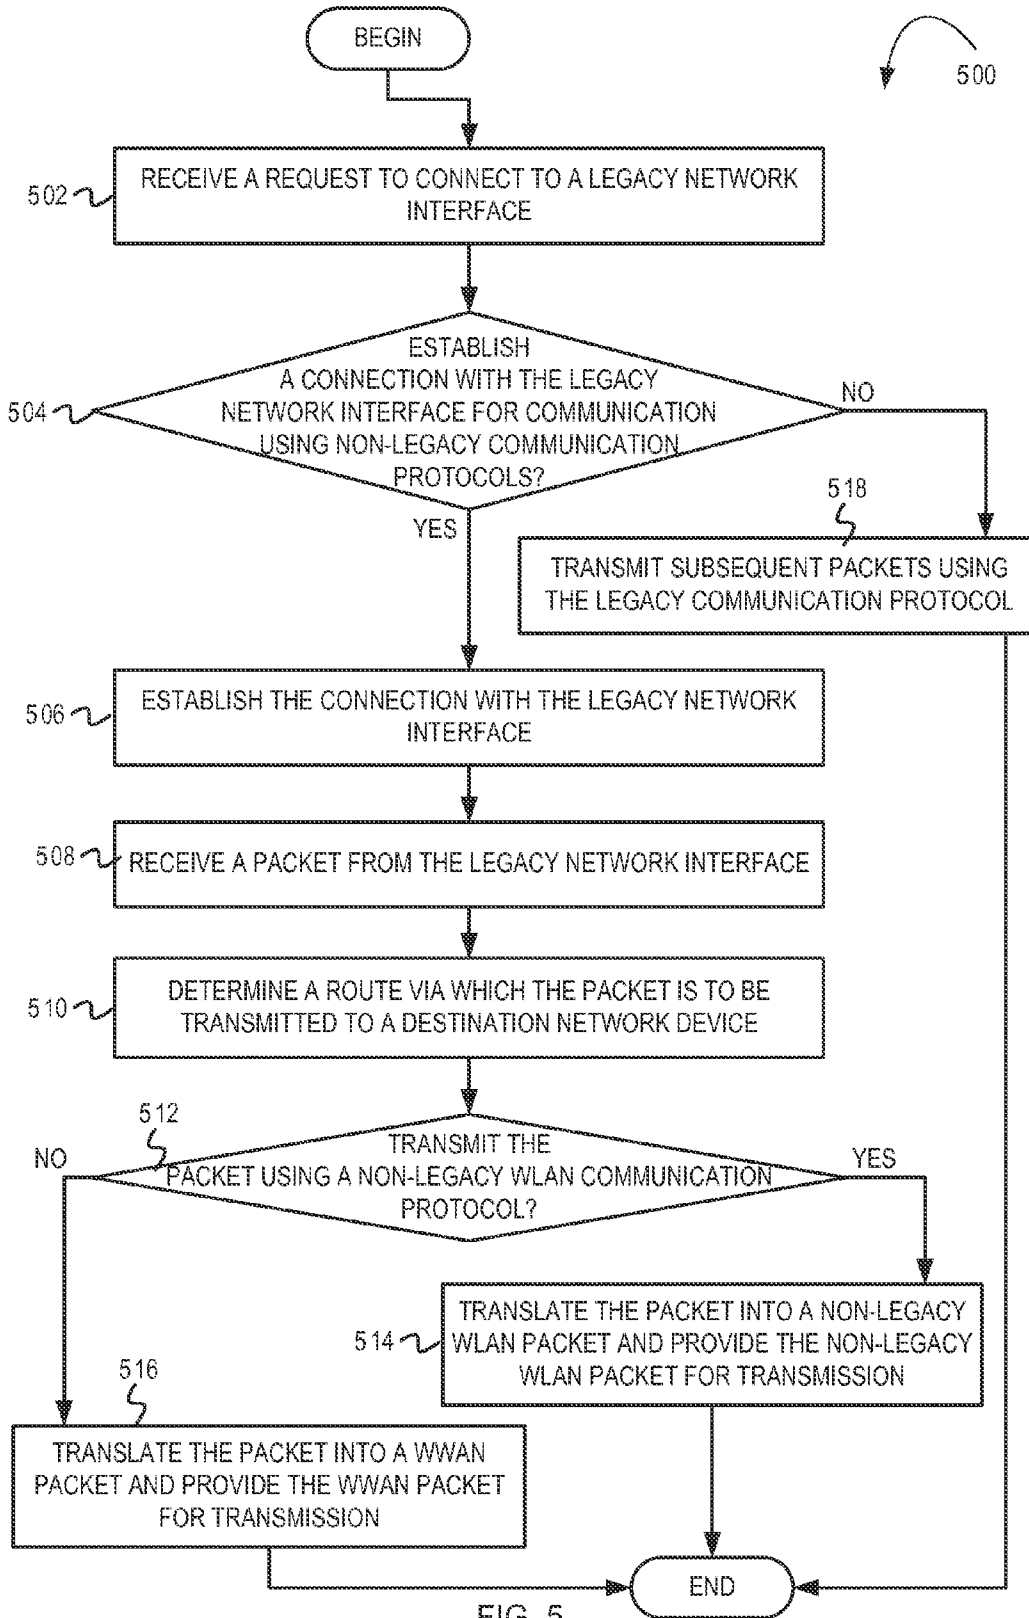 BEGIN
500
502
RECEIVE A REQUEST TO CONNECT TO A LEGACY NETWORK
INTERFACE
504
ESTABLISH
A CONNECTION WITH THE LEGACY
NETWORK INTERFACE FOR COMMUNICATION
USING NON-LEGACY COMMUNICATION
PROTOCOLS?
NO
YES
518
TRANSMIT SUBSEQUENT PACKETS USING
THE LEGACY COMMUNICATION PROTOCOL
506
ESTABLISH THE CONNECTION WITH THE LEGACY NETWORK
INTERFACE
508
RECEIVE A PACKET FROM THE LEGACY NETWORK INTERFACE
510
DETERMINE A ROUTE VIA WHICH THE PACKET IS TO BE
TRANSMITTED TO A DESTINATION NETWORK DEVICE
512
NO
TRANSMIT THE
PACKET USING A NON-LEGACY WLAN COMMUNICATION
PROTOCOL?
YES
514
TRANSLATE THE PACKET INTO A NON-LEGACY
WLAN PACKET AND PROVIDE THE NON-LEGACY
WLAN PACKET FOR TRANSMISSION
516
TRANSLATE THE PACKET INTO A WWAN
PACKET AND PROVIDE THE WWAN PACKET
FOR TRANSMISSION
END
FIG. 5